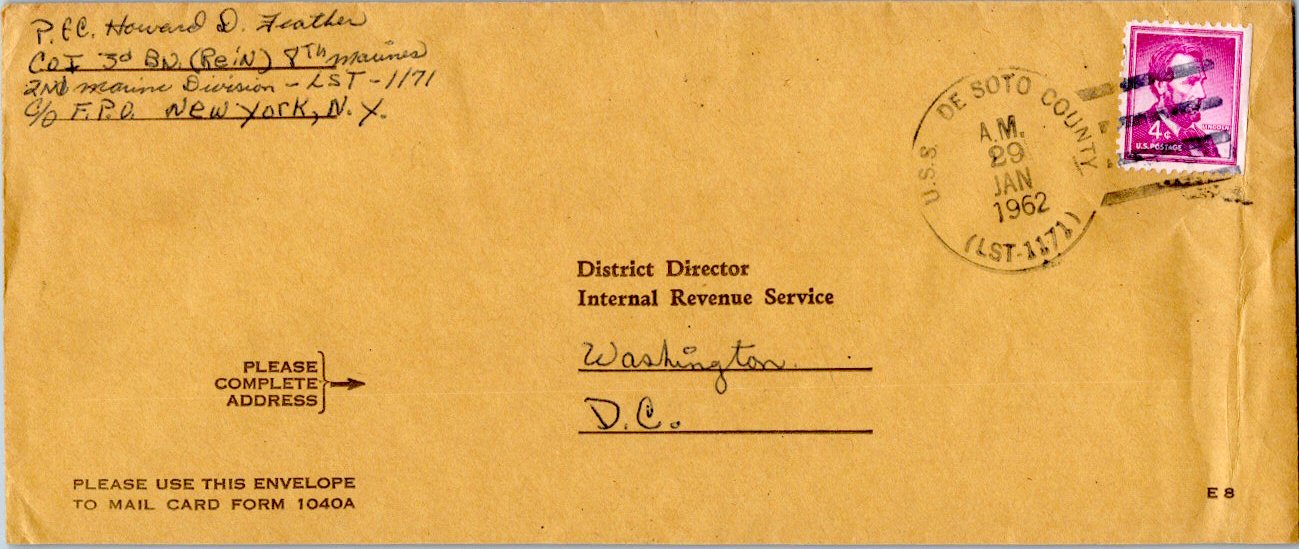 P.F.C. Howard D. Feather
Co I 3d BN. (ReiN) 8Th Marines
2Nd Marine Division - LST - 1171
c/o F.P.O. New York, N.Y.
U.S.S. DE SOTO COUNTY
A.M.
29
JAN
1962
(LST-1171)
LINCOLN
4¢
U.S. POSTAGE
District Director
Internal Revenue Service
Washington
D.C.
PLEASE
COMPLETE
ADDRESS
PLEASE USE THIS ENVELOPE
TO MAIL CARD FORM 1040A
E 8